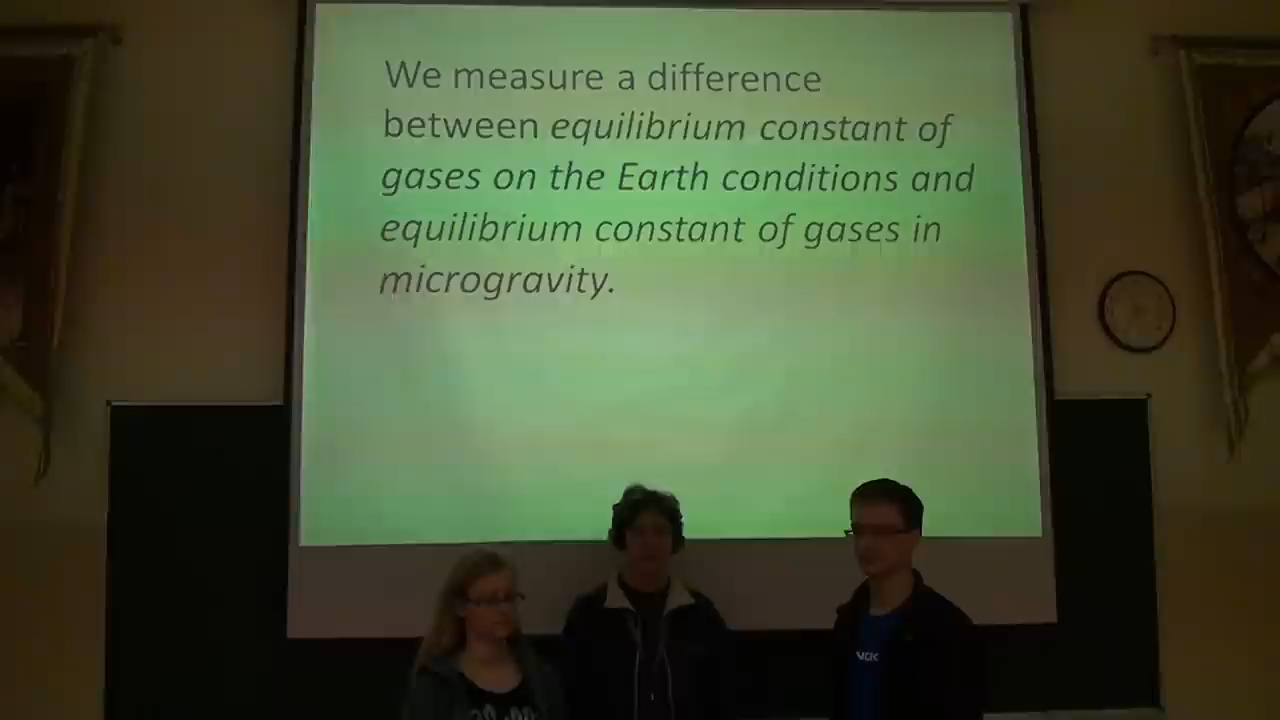 We measure a difference
between equilibrium constant of
gases on the Earth conditions and
equilibrium constant of gases in
microgravity.